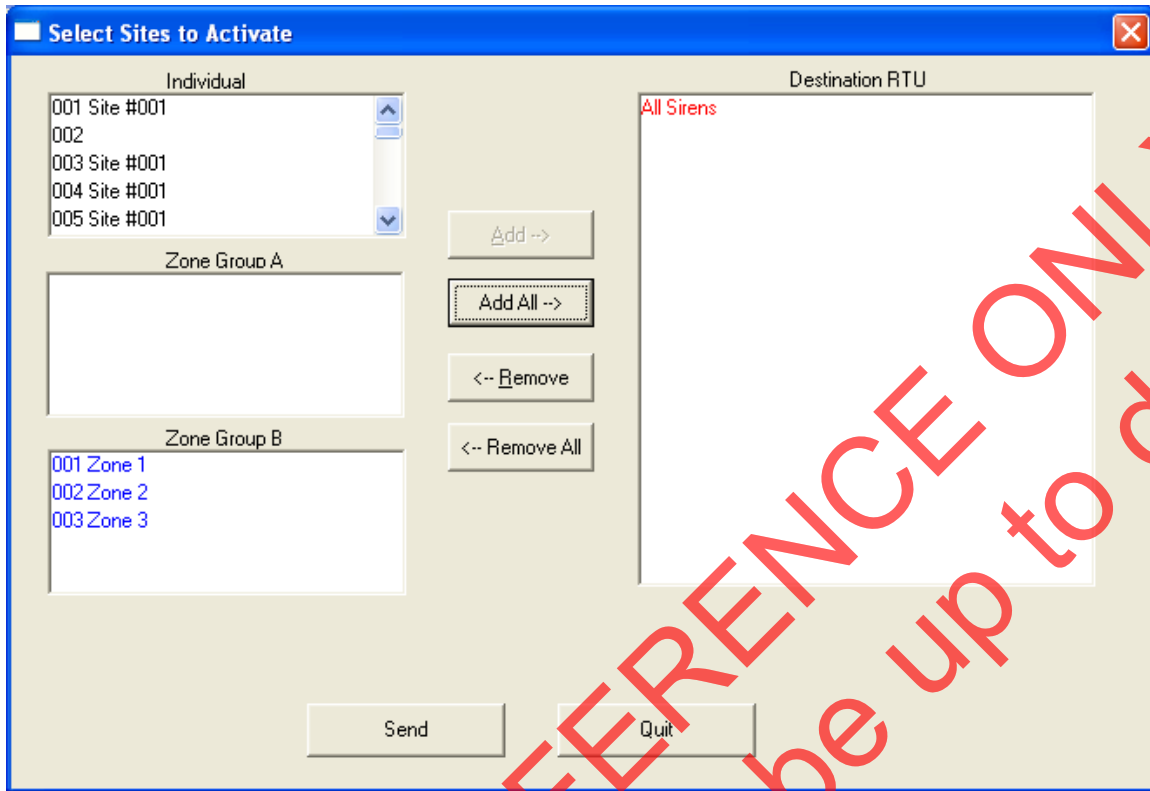 Select Sites to Activate
Individual
001 Site #001
002
003 Site #001
004 Site #001
005 Site #001
Zone Group A
Zone Group B
001 Zone 1
002 Zone 2
003 Zone 3
Add -->
Add All -->
<-- Remove
<-- Remove All
Destination RTU
All Sirens
Send
Quit
FERENCE ONL
be up to d